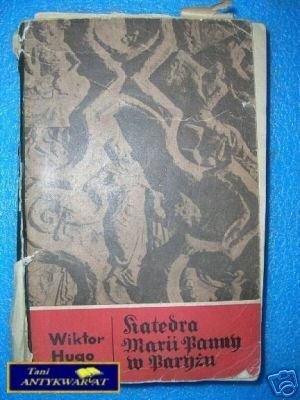 Wiktor
Hugo
Katedra
Marii Panny
w Paryżu
Tani
ANTYKWARIAT